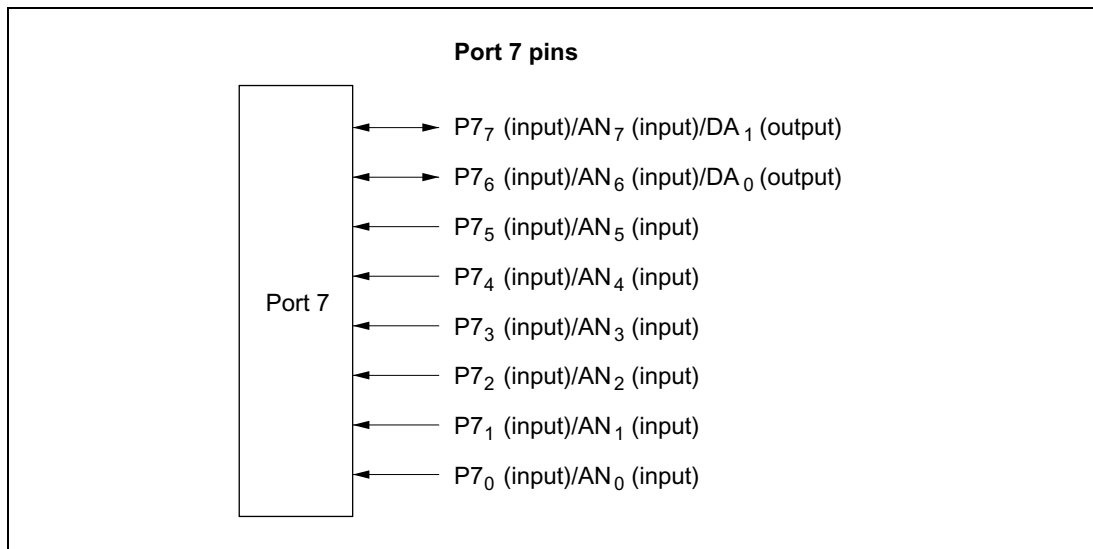 Port 7 pins
P7₇ (input)/AN₇ (input)/DA₁ (output)
P7₆ (input)/AN₆ (input)/DA₀ (output)
P7₅ (input)/AN₅ (input)
P7₄ (input)/AN₄ (input)
Port 7
P7₃ (input)/AN₃ (input)
P7₂ (input)/AN₂ (input)
P7₁ (input)/AN₁ (input)
P7₀ (input)/AN₀ (input)